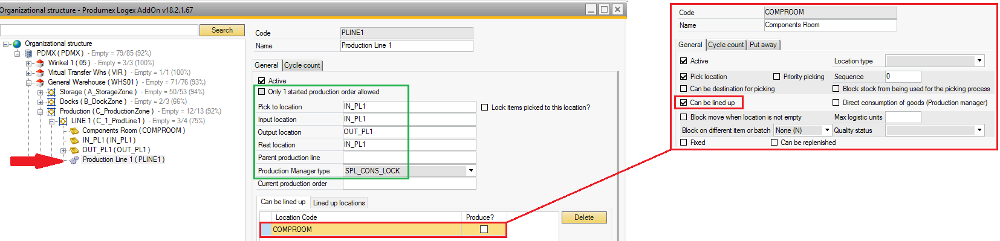 Organizational structure - Produmex Logex AddOn v18.2.1.67
Search
Organizational structure
PDMX ( PDMX ) - Empty = 79/85 (92%)
Winkel 1 ( 05 ) - Empty = 3/3 (100%)
Virtual Transfer Whs ( VIR ) - Empty = 1/1 (100%)
General Warehouse ( WHS01 ) - Empty = 71/76 (93%)
Storage ( A_StorageZone ) - Empty = 50/53 (94%)
Docks ( B_DockZone ) - Empty = 2/3 (66%)
Production ( C_ProductionZone ) - Empty = 12/13 (92%)
LINE 1 ( C_1_ProdLine1 ) - Empty = 3/4 (75%)
Components Room ( COMPROOM )
IN_PL1 ( IN_PL1 )
OUT_PL1 ( OUT_PL1 )
Production Line 1 ( PLINE1 )
Code PLINE1
Name Production Line 1
General Cycle count
Active
Only 1 started production order allowed
Pick to location IN_PL1 Lock items picked to this location?
Input location IN_PL1
Output location OUT_PL1
Rest location IN_PL1
Parent production line
Production Manager type SPL_CONS_LOCK
Current production order
Can be lined up Lined up locations
Location Code Produce? Delete
COMPROOM
Code COMPROOM
Name Components Room
General Cycle count Put away
Active Location type
Pick location Priority picking Sequence 0
Can be destination for picking Block stock from being used for the picking process
Can be lined up Direct consumption of goods (Production manager)
Block move when location is not empty Max logistic units
Block on different item or batch None (N) Quality status
Fixed Can be replenished